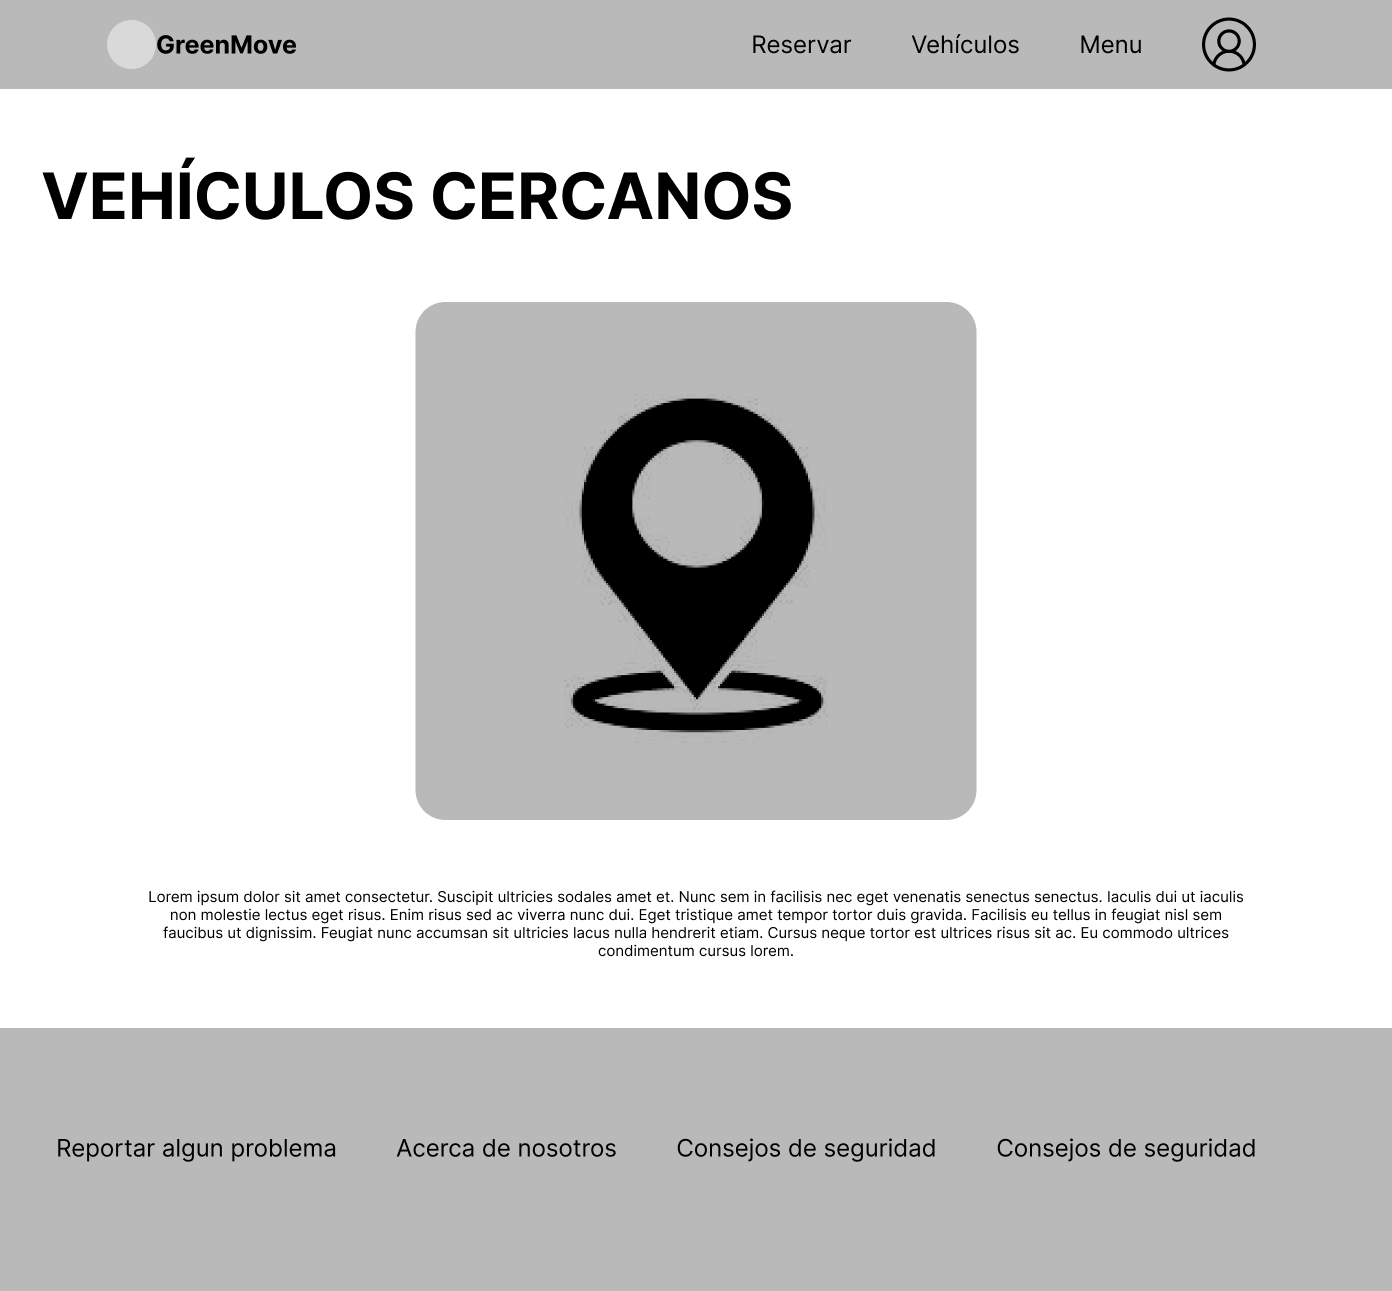 GreenMove
Reservar
Vehículos
Menu
VEHÍCULOS CERCANOS
Lorem ipsum dolor sit amet consectetur. Suscipit ultricies sodales amet et. Nunc sem in facilisis nec eget venenatis senectus senectus. Iaculis dui ut iaculis
non molestie lectus eget risus. Enim risus sed ac viverra nunc dui. Eget tristique amet tempor tortor duis gravida. Facilisis eu tellus in feugiat nisl sem
faucibus ut dignissim. Feugiat nunc accumsan sit ultricies lacus nulla hendrerit etiam. Cursus neque tortor est ultrices risus sit ac. Eu commodo ultrices
condimentum cursus lorem.
Reportar algun problema
Acerca de nosotros
Consejos de seguridad
Consejos de seguridad